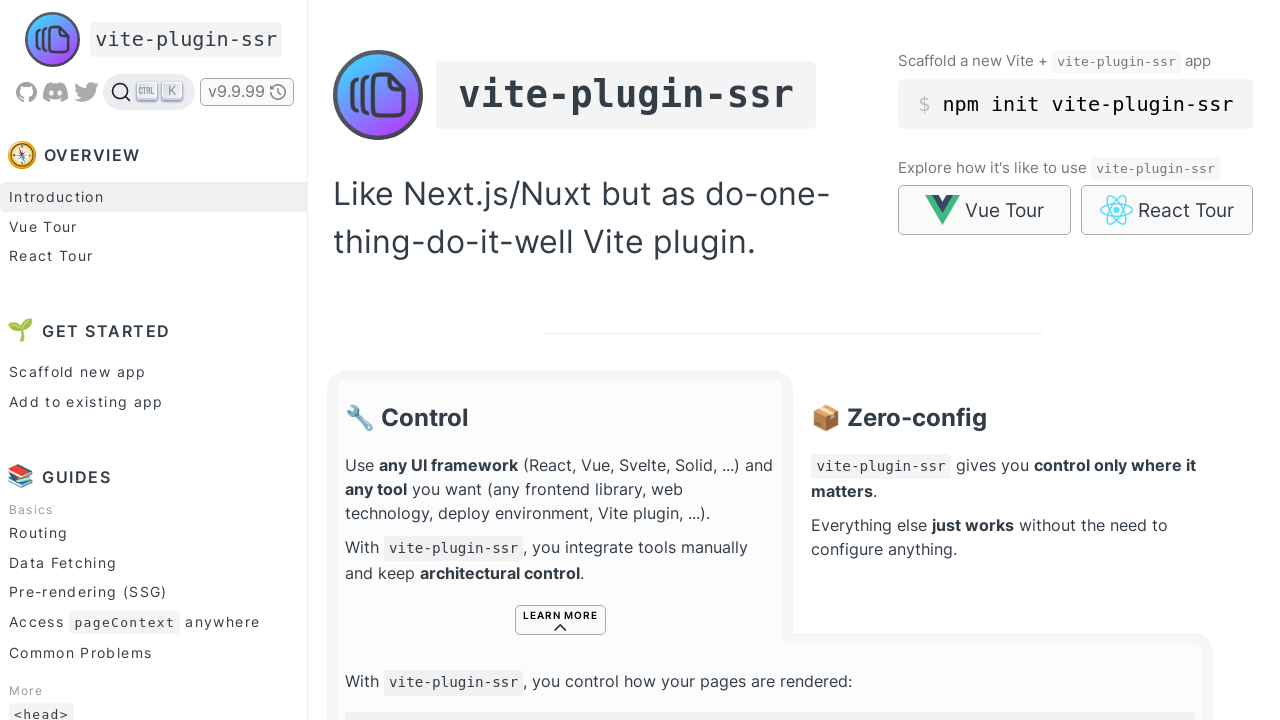 vite-plugin-ssr
CTRL K
v9.9.99
OVERVIEW
Introduction
Vue Tour
React Tour
GET STARTED
Scaffold new app
Add to existing app
GUIDES
Basics
Routing
Data Fetching
Pre-rendering (SSG)
Access pageContext anywhere
Common Problems
More
<head>
vite-plugin-ssr
Like Next.js/Nuxt but as do-one-
thing-do-it-well Vite plugin.
Scaffold a new Vite + vite-plugin-ssr app
$ npm init vite-plugin-ssr
Explore how it's like to use vite-plugin-ssr
Vue Tour
React Tour
Control
Use any UI framework (React, Vue, Svelte, Solid, ...) and
any tool you want (any frontend library, web
technology, deploy environment, Vite plugin, ...).
With vite-plugin-ssr, you integrate tools manually
and keep architectural control.
LEARN MORE
Zero-config
vite-plugin-ssr gives you control only where it
matters.
Everything else just works without the need to
configure anything.
With vite-plugin-ssr, you control how your pages are rendered: